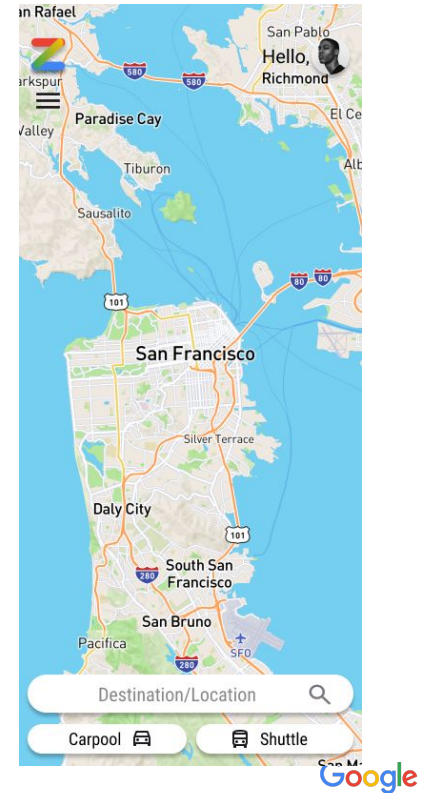 an Rafael
San Pablo
Z
Hello,
580
580
Richmond
arkspur
El Ce
Paradise Cay
Valley
Alb
Tiburon
Sausalito
80
80
101
San Francisco
Silver Terrace
Daly City
101
South San
Francisco
280
San Bruno
Pacifica
SFO
280
Destination/Location
Carpool
Shuttle
San Ma
Google